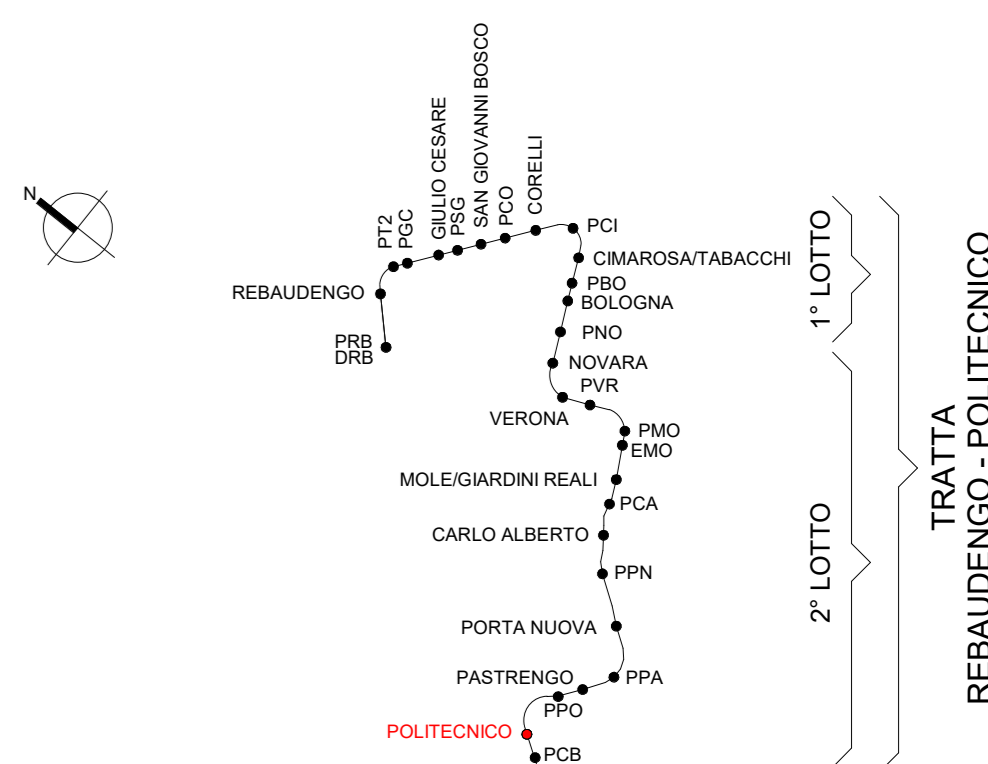 N
PT2
PGC
GIULIO CESARE
PSG
SAN GIOVANNI BOSCO
PCO
CORELLI
PCI
CIMAROSA/TABACCHI
REBAUDENGO
PBO
BOLOGNA
PRB
DRB
PNO
NOVARA
PVR
VERONA
PMO
EMO
MOLE/GIARDINI REALI
PCA
CARLO ALBERTO
PPN
PORTA NUOVA
PASTRENGO
PPA
PPO
POLITECNICO
PCB
1° LOTTO
2° LOTTO
TRATTA
REBAUDENGO - POLITECNICO